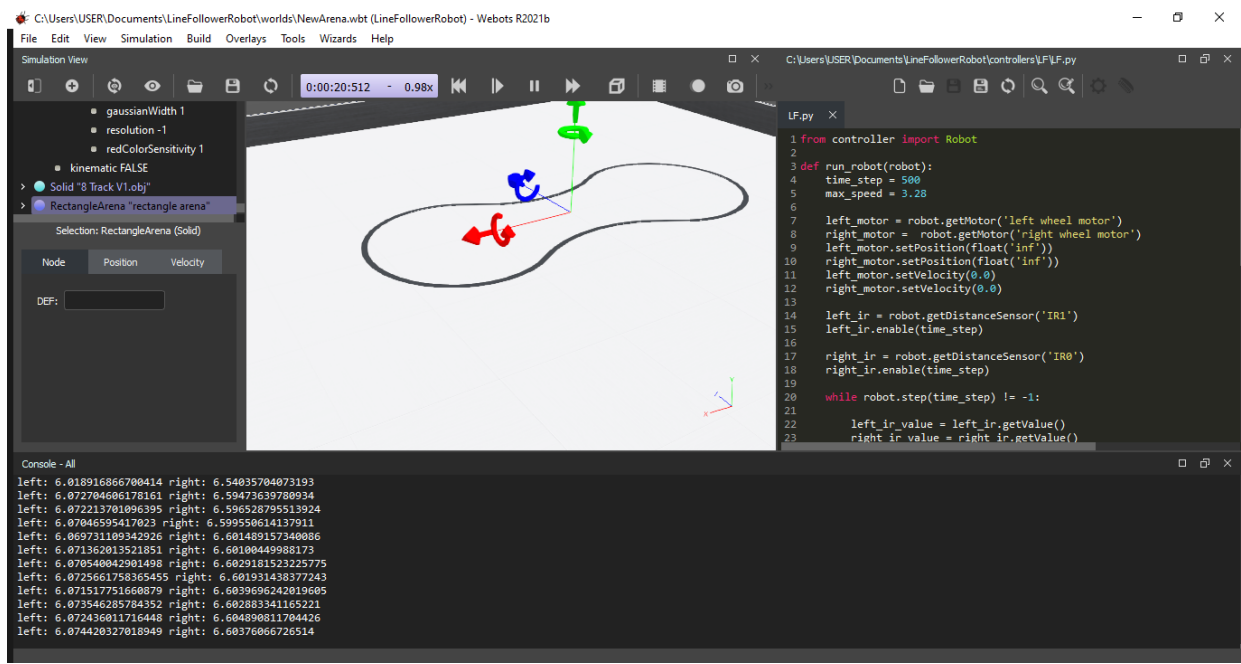 C:\Users\USER\Documents\LineFollowerRobot\worlds\NewArena.wbt (LineFollowerRobot) - Webots R2021b
File Edit View Simulation Build Overlays Tools Wizards Help
Simulation View
C:\Users\USER\Documents\LineFollowerRobot\controllers\LF\LF.py
0:00:20:512 - 0.98x
gaussianWidth 1
resolution -1
redColorSensitivity 1
kinematic FALSE
Solid "8 Track V1.obj"
RectangleArena "rectangle arena"
Selection: RectangleArena (Solid)
Node Position Velocity
DEF:
LF.py
1 from controller import Robot
2
3 def run_robot(robot):
4 time_step = 500
5 max_speed = 3.28
6
7 left_motor = robot.getMotor('left wheel motor')
8 right_motor = robot.getMotor('right wheel motor')
9 left_motor.setPosition(float('inf'))
10 right_motor.setPosition(float('inf'))
11 left_motor.setVelocity(0.0)
12 right_motor.setVelocity(0.0)
13
14 left_ir = robot.getDistanceSensor('IR1')
15 left_ir.enable(time_step)
16
17 right_ir = robot.getDistanceSensor('IR0')
18 right_ir.enable(time_step)
19
20 while robot.step(time_step) != -1:
21
22 left_ir_value = left_ir.getValue()
23 right_ir_value = right_ir.getValue()
Console - All
left: 6.018916866700414 right: 6.54035704073193
left: 6.072704606178161 right: 6.59473639780934
left: 6.072213701096395 right: 6.596528795513924
left: 6.07046595417023 right: 6.599550614137911
left: 6.069731109342926 right: 6.601489157340086
left: 6.071362013521851 right: 6.60100449988173
left: 6.070540042901498 right: 6.6029181523225775
left: 6.0725661758365455 right: 6.601931438377243
left: 6.071517751660879 right: 6.6039696242019605
left: 6.073546285784352 right: 6.602883341165221
left: 6.072436011716448 right: 6.604890811704426
left: 6.074420327018949 right: 6.60376066726514